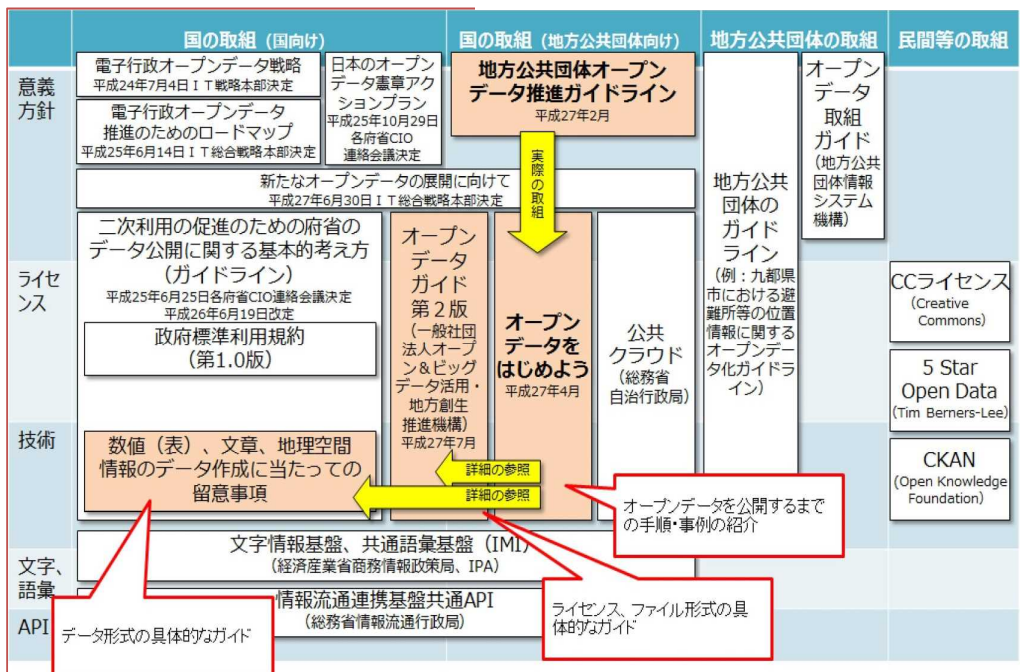 国の取組（国向け）
国の取組（地方公共団体向け）
地方公共団体の取組
民間等の取組
意義
方針
電子行政オープンデータ戦略
平成24年7月4日ＩＴ戦略本部決定
電子行政オープンデータ
推進のためのロードマップ
平成25年6月14日ＩＴ総合戦略本部決定
日本のオープン
データ憲章アク
ションプラン
平成25年10月29日
各府省CIO
連絡会議決定
地方公共団体オープン
データ推進ガイドライン
平成27年2月
実際の取組
新たなオープンデータの展開に向けて
平成27年6月30日ＩＴ総合戦略本部決定
地方公共
団体の
ガイド
ライン
（例：九都県
市における避
難所等の位置
情報に関する
オープンデー
タ化ガイドラ
イン）
オープン
データ
取組
ガイド
（地方公共
団体情報
システム
機構）
二次利用の促進のための府省の
データ公開に関する基本的考え方
（ガイドライン）
平成25年6月25日各府省CIO連絡会議決定
平成26年6月19日改定
ライセ
ンス
政府標準利用規約
（第1.0版）
オープン
データ
ガイド
第２版
（一般社団
法人オープ
ン＆ビッグ
データ活用・
地方創生
推進機構）
平成27年7月
オープン
データを
はじめよう
平成27年4月
公共
クラウド
（総務省
自治行政局）
CCライセンス
(Creative
Commons)
5 Star
Open Data
(Tim Berners-Lee)
CKAN
(Open Knowledge
Foundation)
技術
数値（表）、文章、地理空間
情報のデータ作成に当たっての
留意事項
詳細の参照
詳細の参照
オープンデータを公開するまで
の手順・事例の紹介
文字、
語彙
文字情報基盤、共通語彙基盤（IMI）
（経済産業省商務情報政策局、IPA）
API
情報流通連携基盤共通API
（総務省情報流通行政局）
データ形式の具体的なガイド
ライセンス、ファイル形式の具
体的なガイド